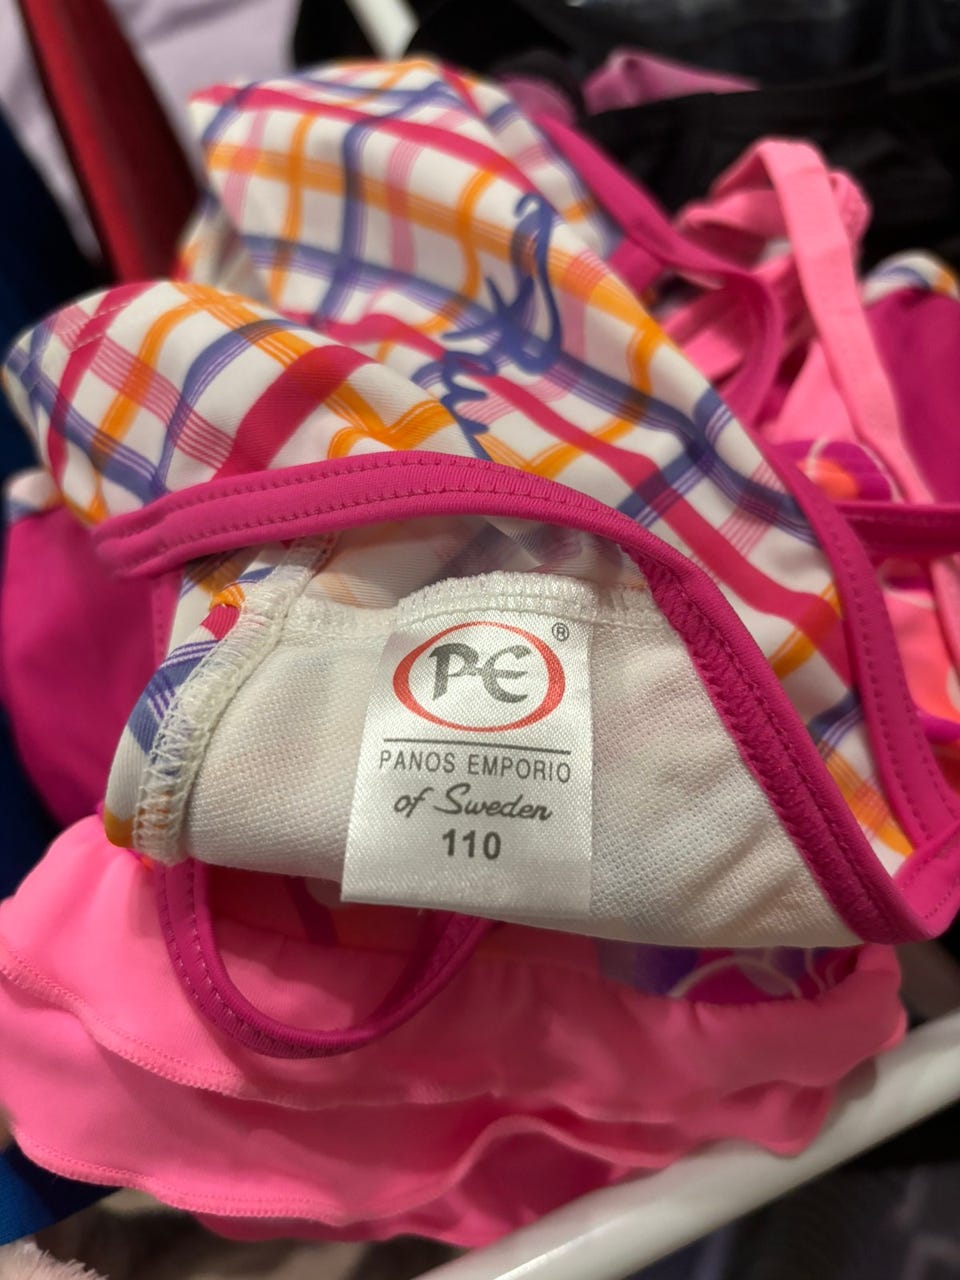 PE®
PANOS EMPORIO
of Sweden
110